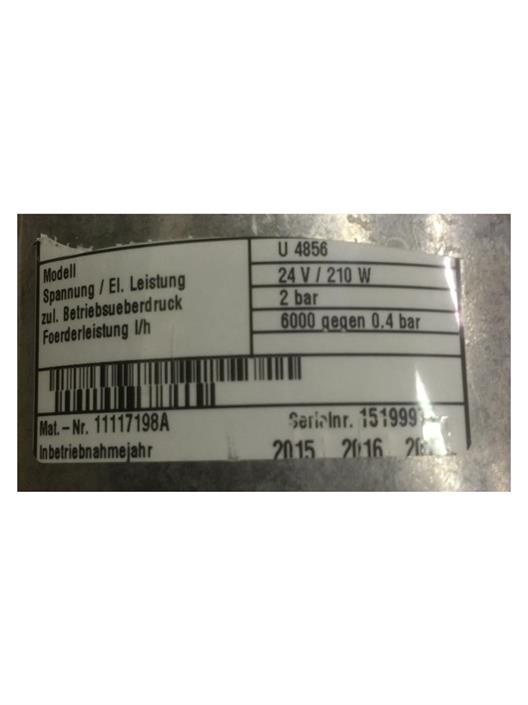 Modell U 4856
Spannung / El. Leistung 24 V / 210 W
zul. Betriebsueberdruck 2 bar
Foerderleistung l/h 6000 gegen 0.4 bar
Mat.-Nr. 11117198A Serialnr.
Inbetriebnahmejahr 2015 2016